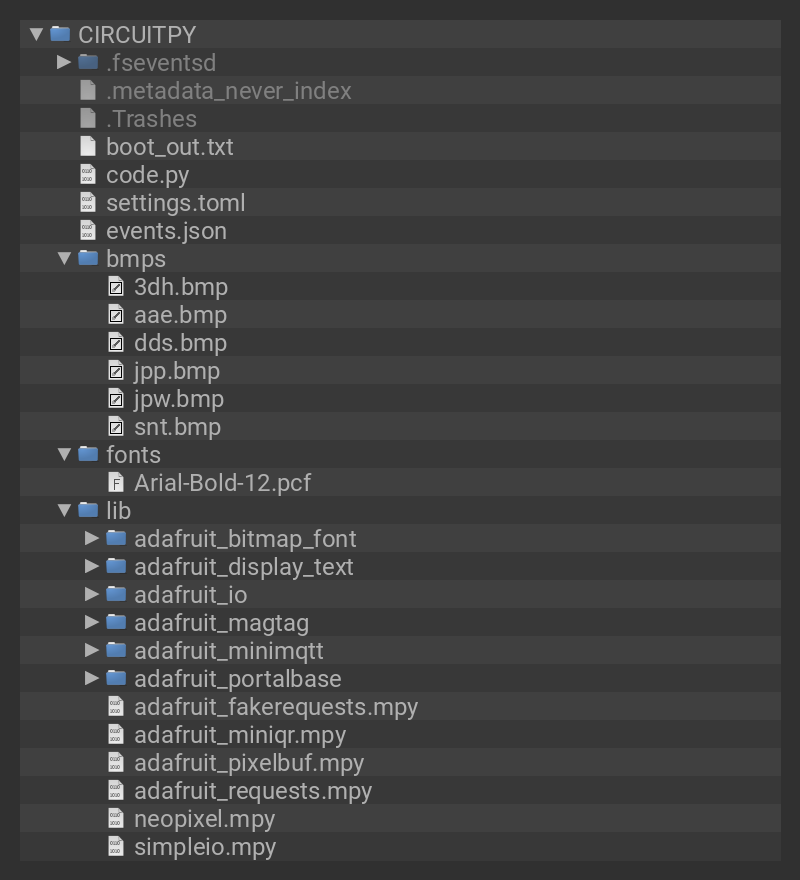 CIRCUITPY
.fseventsd
.metadata_never_index
.Trashes
boot_out.txt
code.py
settings.toml
events.json
bmps
3dh.bmp
aae.bmp
dds.bmp
jpp.bmp
jpw.bmp
snt.bmp
fonts
Arial-Bold-12.pcf
lib
adafruit_bitmap_font
adafruit_display_text
adafruit_io
adafruit_magtag
adafruit_minimqtt
adafruit_portalbase
adafruit_fakerequests.mpy
adafruit_miniqr.mpy
adafruit_pixelbuf.mpy
adafruit_requests.mpy
neopixel.mpy
simpleio.mpy